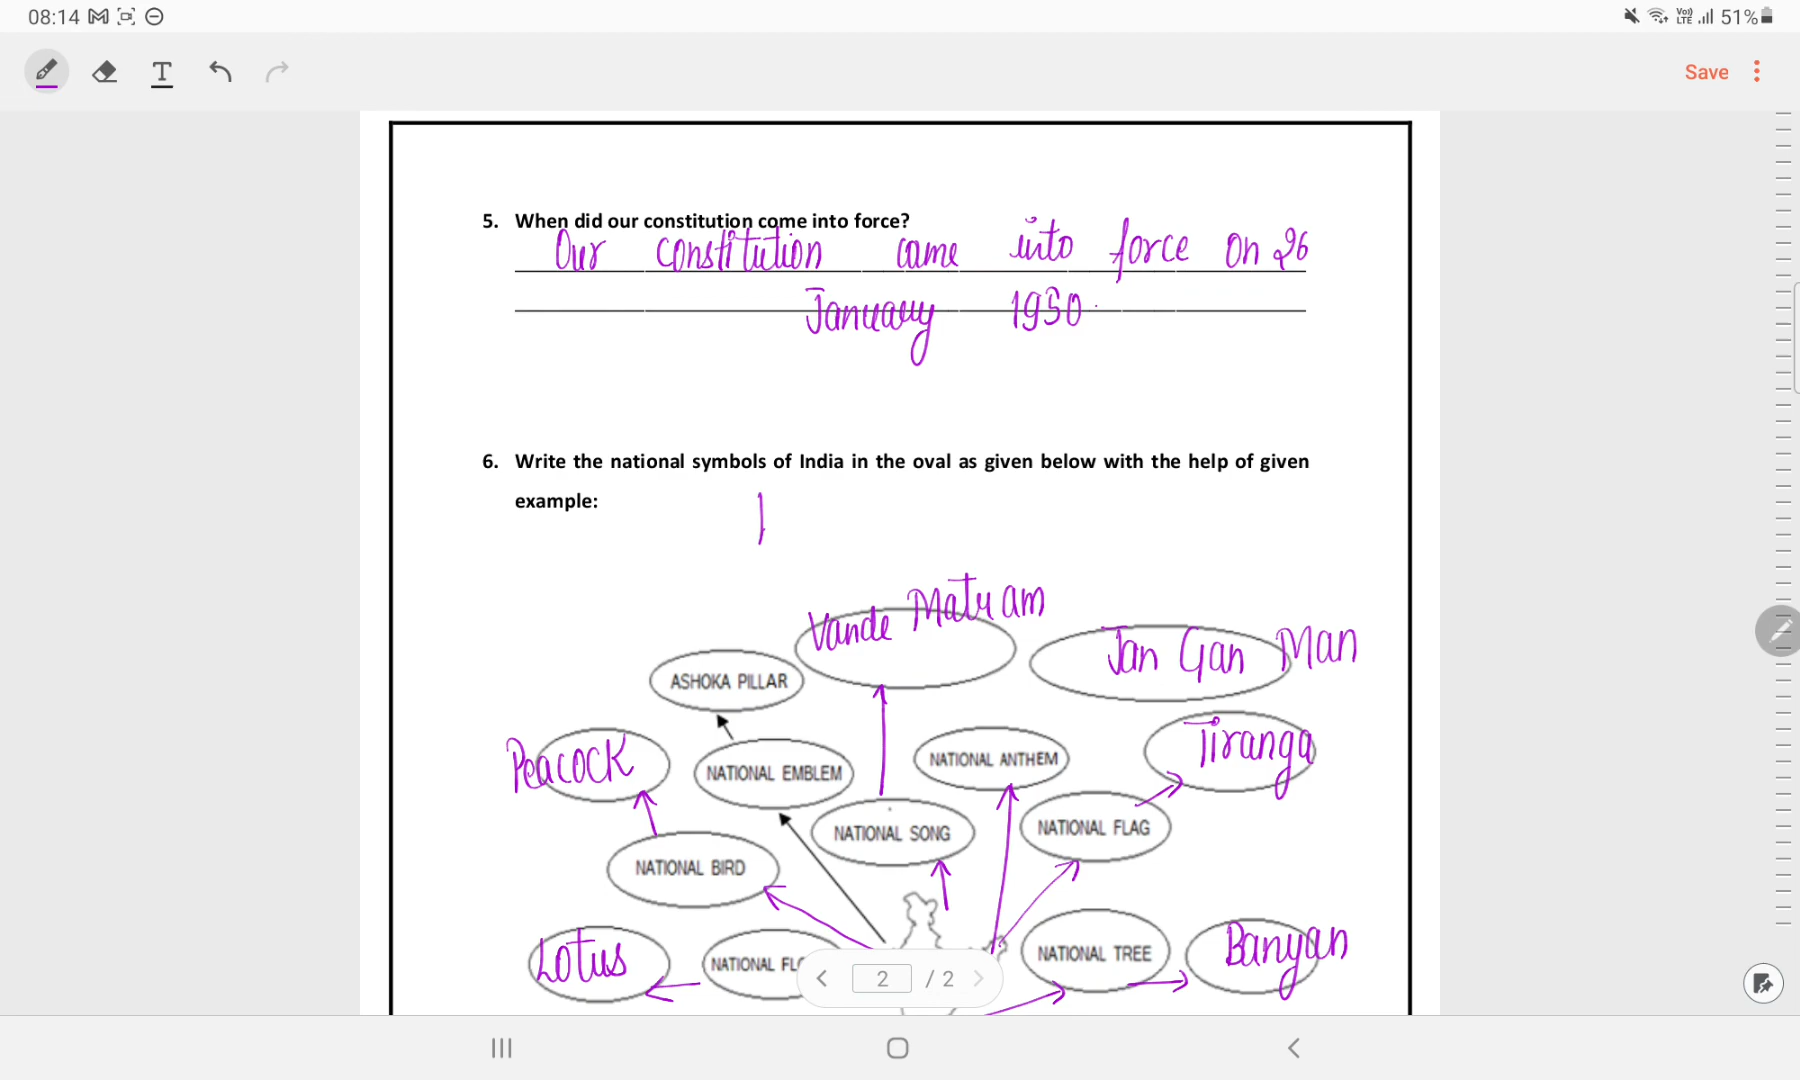 08:14
51%
Save
5. When did our constitution come into force?
Our constitution came into force on 26
January 1950.
6. Write the national symbols of India in the oval as given below with the help of given
example:
Vande Matram
Jan Gan Man
ASHOKA PILLAR
Tiranga
Peacock
NATIONAL EMBLEM
NATIONAL ANTHEM
NATIONAL SONG
NATIONAL FLAG
NATIONAL BIRD
Lotus
NATIONAL FLO
NATIONAL TREE
Banyan
2 / 2